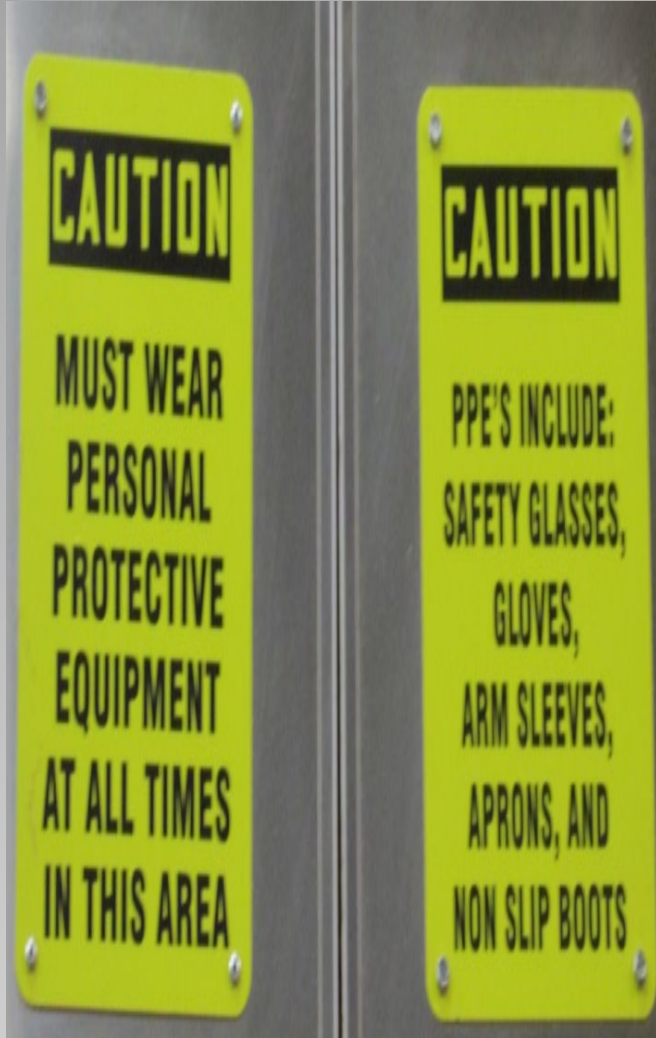 CAUTION
MUST WEAR
PERSONAL
PROTECTIVE
EQUIPMENT
AT ALL TIMES
IN THIS AREA
CAUTION
PPE'S INCLUDE:
SAFETY GLASSES,
GLOVES,
ARM SLEEVES,
APRONS, AND
NON SLIP BOOTS